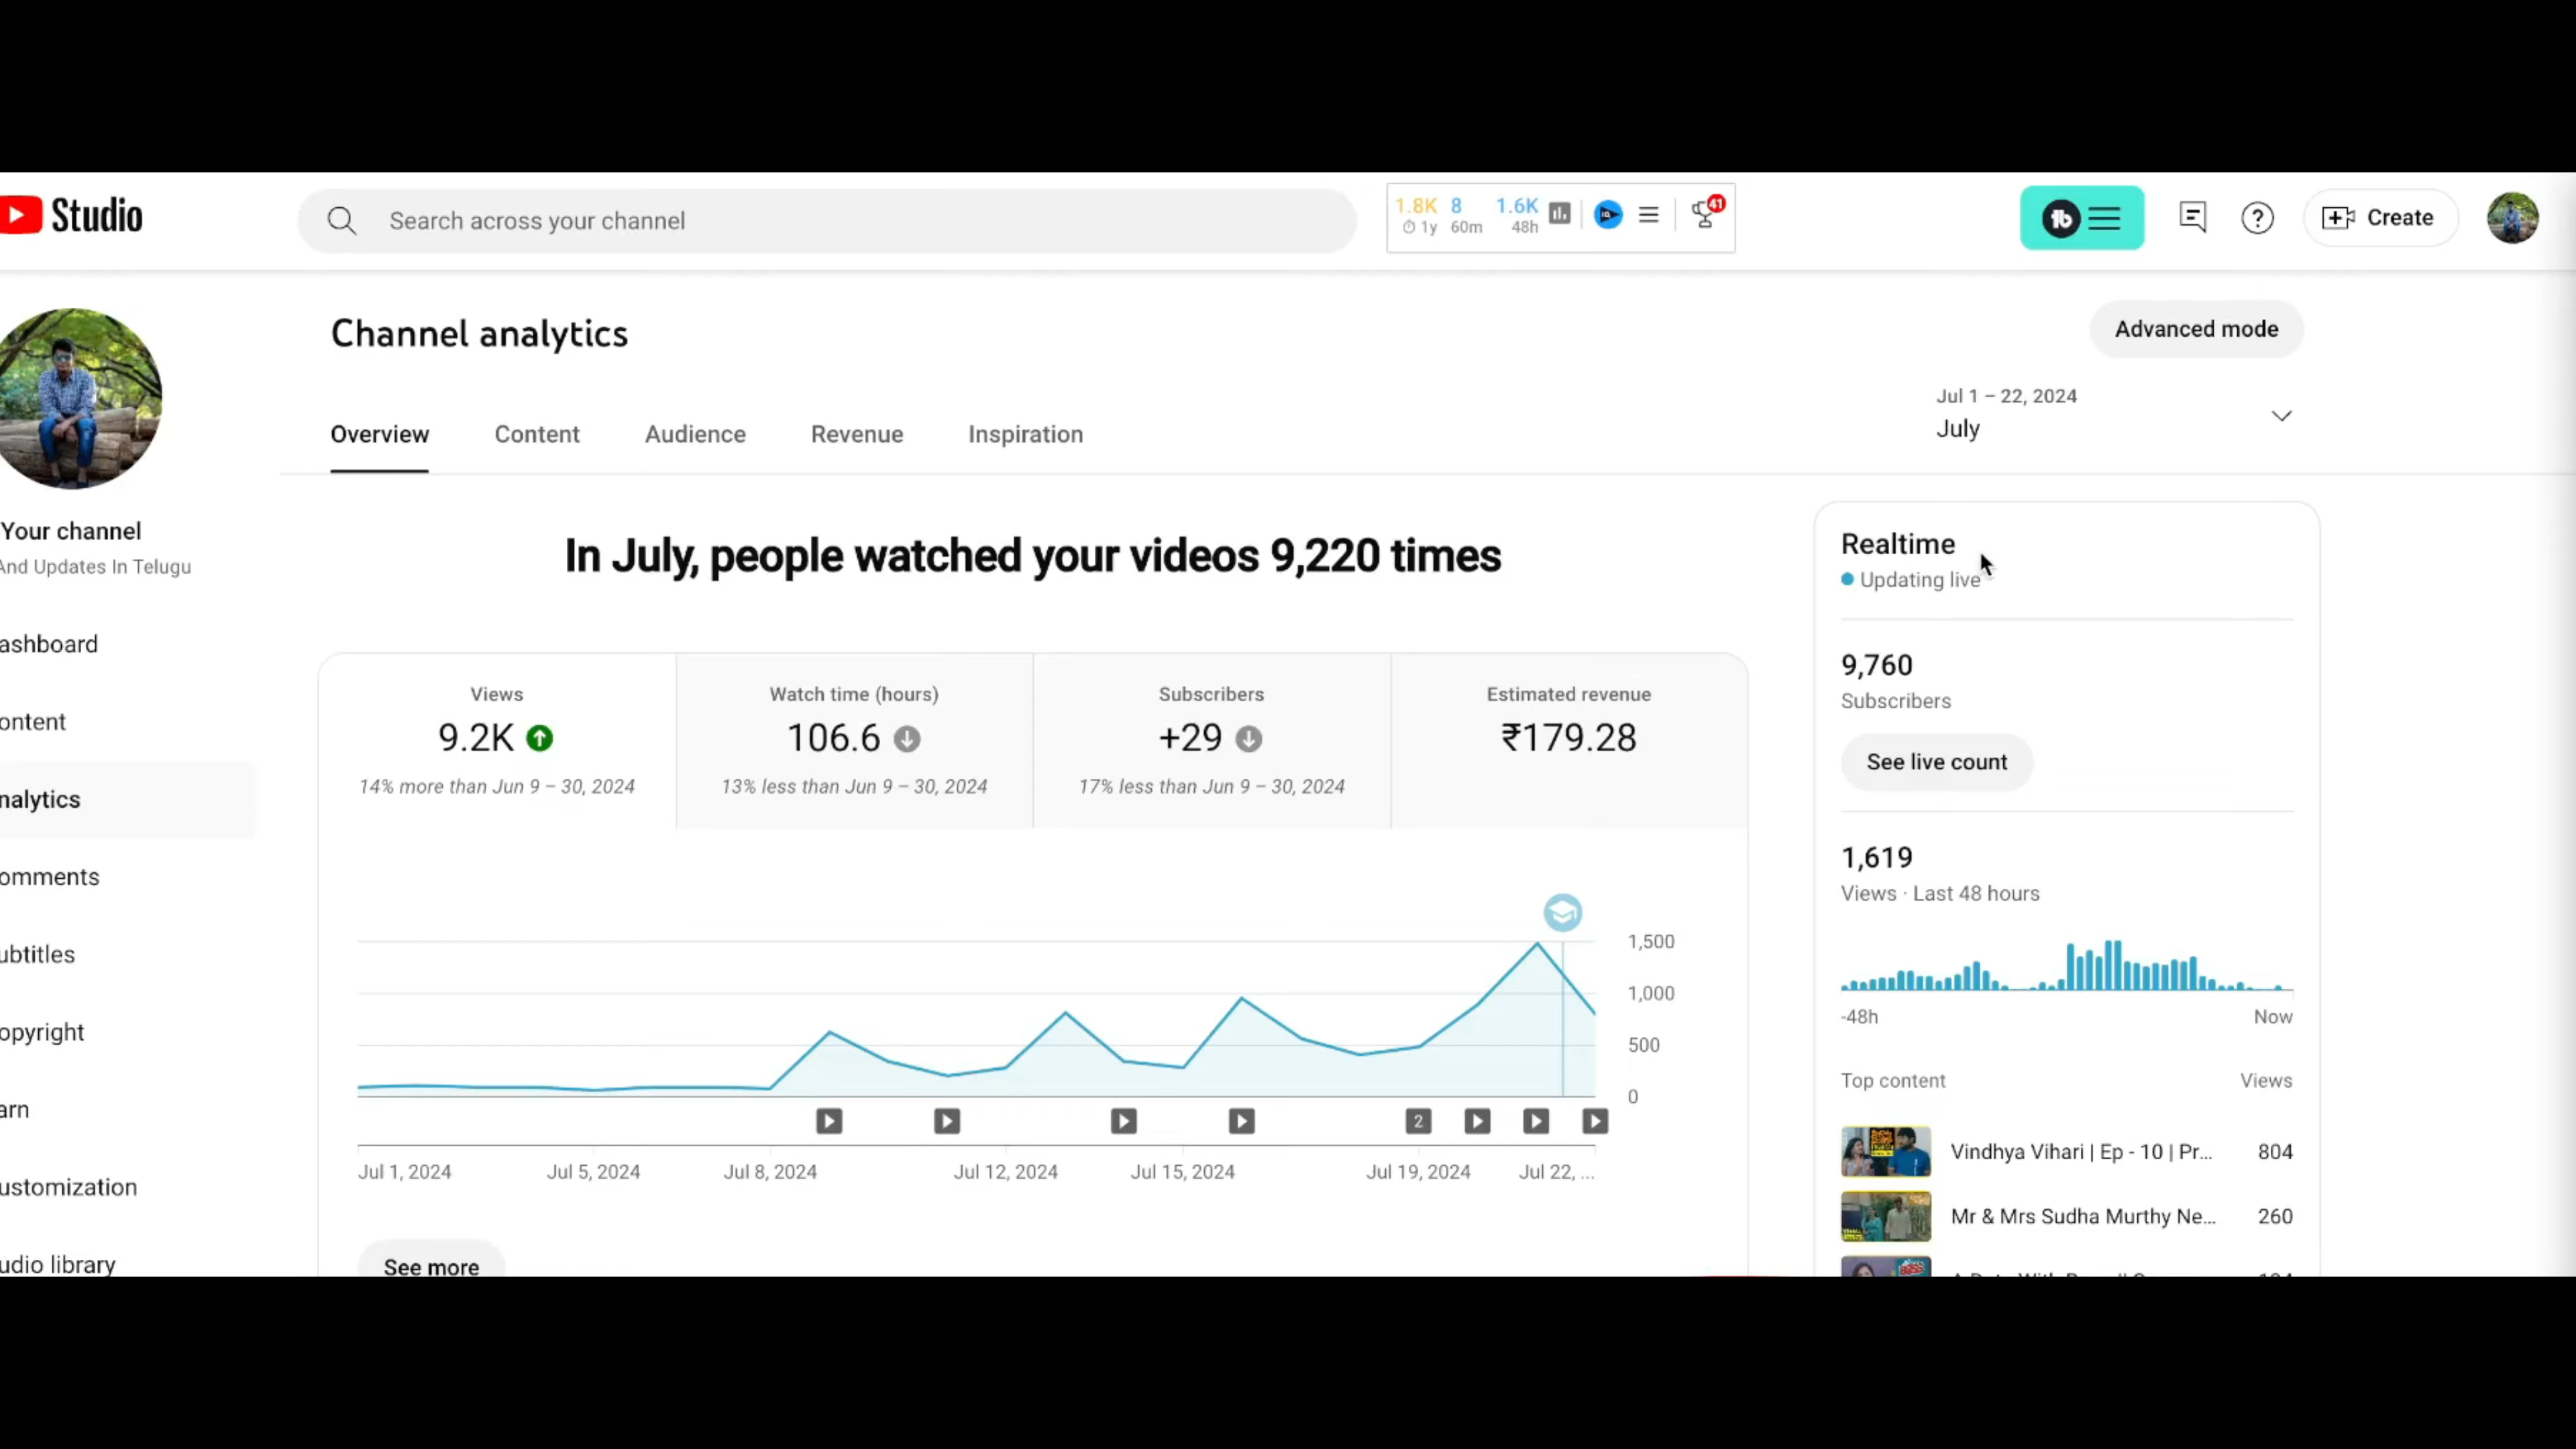 Studio
Search across your channel
1.8K 8 1.6K
1y 60m 48h
41
Create
Channel analytics
Advanced mode
Jul 1 – 22, 2024
July
Overview Content Audience Revenue Inspiration
Your channel
And Updates In Telugu
ashboard
ontent
nalytics
omments
ubtitles
opyright
arn
ustomization
udio library
In July, people watched your videos 9,220 times
Views
9.2K
14% more than Jun 9 – 30, 2024
Watch time (hours)
106.6
13% less than Jun 9 – 30, 2024
Subscribers
+29
17% less than Jun 9 – 30, 2024
Estimated revenue
₹179.28
1,500
1,000
500
0
2
Jul 1, 2024 Jul 5, 2024 Jul 8, 2024 Jul 12, 2024 Jul 15, 2024 Jul 19, 2024 Jul 22, ...
See more
Realtime
Updating live
9,760
Subscribers
See live count
1,619
Views · Last 48 hours
-48h Now
Top content Views
Vindhya Vihari | Ep - 10 | Pr... 804
Mr & Mrs Sudha Murthy Ne... 260